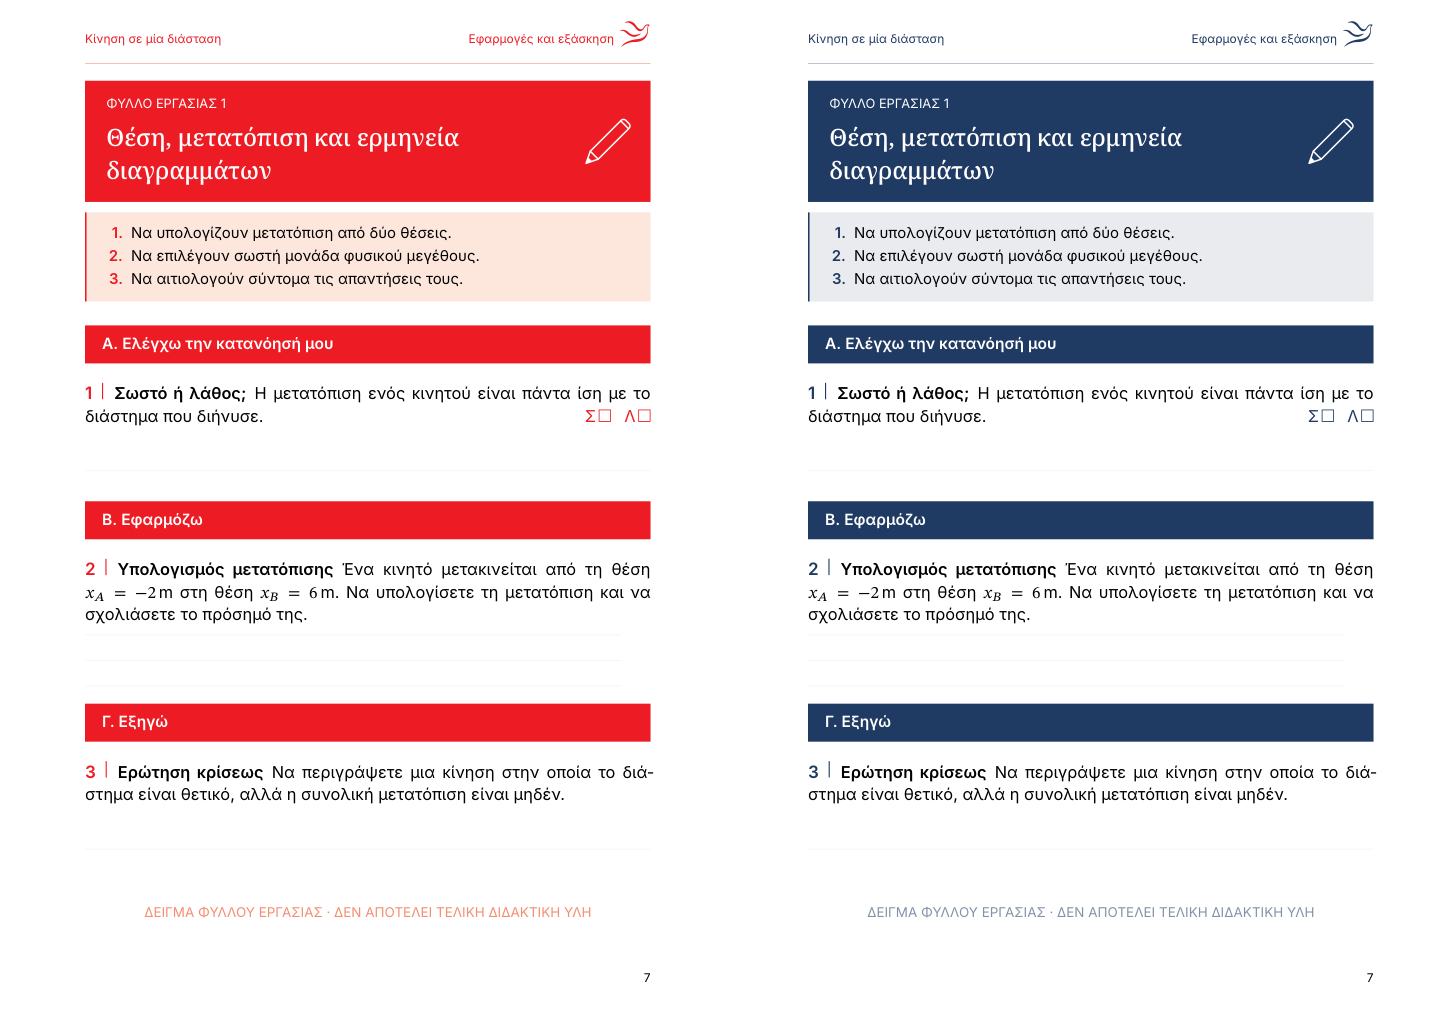 Κίνηση σε μία διάσταση
Εφαρμογές και εξάσκηση
ΦΥΛΛΟ ΕΡΓΑΣΙΑΣ 1
Θέση, μετατόπιση και ερμηνεία
διαγραμμάτων
1. Να υπολογίζουν μετατόπιση από δύο θέσεις.
2. Να επιλέγουν σωστή μονάδα φυσικού μεγέθους.
3. Να αιτιολογούν σύντομα τις απαντήσεις τους.
Α. Ελέγχω την κατανόησή μου
1 | Σωστό ή λάθος; Η μετατόπιση ενός κινητού είναι πάντα ίση με το
διάστημα που διήνυσε. Σ☐ Λ☐
Β. Εφαρμόζω
2 | Υπολογισμός μετατόπισης Ένα κινητό μετακινείται από τη θέση
x_A = −2 m στη θέση x_B = 6 m. Να υπολογίσετε τη μετατόπιση και να
σχολιάσετε το πρόσημό της.
Γ. Εξηγώ
3 | Ερώτηση κρίσεως Να περιγράψετε μια κίνηση στην οποία το διά-
στημα είναι θετικό, αλλά η συνολική μετατόπιση είναι μηδέν.
ΔΕΙΓΜΑ ΦΥΛΛΟΥ ΕΡΓΑΣΙΑΣ · ΔΕΝ ΑΠΟΤΕΛΕΙ ΤΕΛΙΚΗ ΔΙΔΑΚΤΙΚΗ ΥΛΗ
7
Κίνηση σε μία διάσταση
Εφαρμογές και εξάσκηση
ΦΥΛΛΟ ΕΡΓΑΣΙΑΣ 1
Θέση, μετατόπιση και ερμηνεία
διαγραμμάτων
1. Να υπολογίζουν μετατόπιση από δύο θέσεις.
2. Να επιλέγουν σωστή μονάδα φυσικού μεγέθους.
3. Να αιτιολογούν σύντομα τις απαντήσεις τους.
Α. Ελέγχω την κατανόησή μου
1 | Σωστό ή λάθος; Η μετατόπιση ενός κινητού είναι πάντα ίση με το
διάστημα που διήνυσε. Σ☐ Λ☐
Β. Εφαρμόζω
2 | Υπολογισμός μετατόπισης Ένα κινητό μετακινείται από τη θέση
x_A = −2 m στη θέση x_B = 6 m. Να υπολογίσετε τη μετατόπιση και να
σχολιάσετε το πρόσημό της.
Γ. Εξηγώ
3 | Ερώτηση κρίσεως Να περιγράψετε μια κίνηση στην οποία το διά-
στημα είναι θετικό, αλλά η συνολική μετατόπιση είναι μηδέν.
ΔΕΙΓΜΑ ΦΥΛΛΟΥ ΕΡΓΑΣΙΑΣ · ΔΕΝ ΑΠΟΤΕΛΕΙ ΤΕΛΙΚΗ ΔΙΔΑΚΤΙΚΗ ΥΛΗ
7